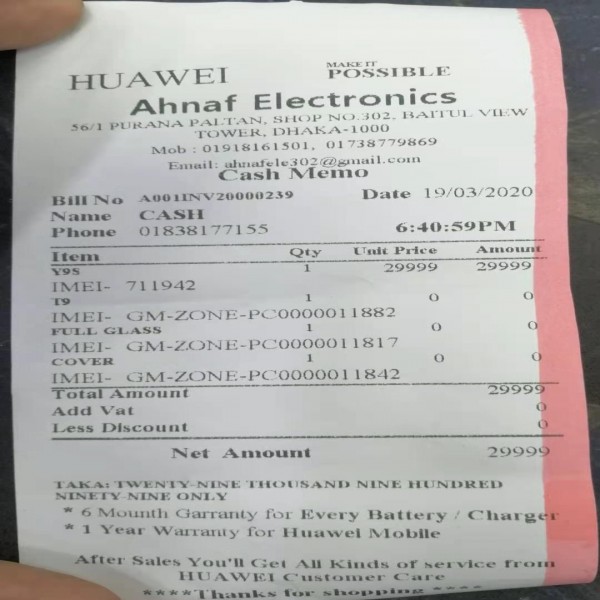 HUAWEI
MAKE IT
POSSIBLE
Ahnaf Electronics
56/1 PURANA PALTAN, SHOP NO.302, BAITUL VIEW
TOWER, DHAKA-1000
Mob : 01918161501, 01738779869
Email: ahnafele302@gmail.com
Cash Memo
Bill No A001INV20000239 Date 19/03/2020
Name CASH
Phone 01838177155 6:40:59PM
Item Qty Unit Price Amount
Y9S 1 29999 29999
IMEI- 711942
T9 1 0 0
IMEI- GM-ZONE-PC0000011882
FULL GLASS 1 0 0
IMEI- GM-ZONE-PC0000011817
COVER 1 0 0
IMEI- GM-ZONE-PC0000011842
Total Amount 29999
Add Vat 0
Less Discount 0
Net Amount 29999
TAKA: TWENTY-NINE THOUSAND NINE HUNDRED
NINETY-NINE ONLY
* 6 Mounth Garranty for Every Battery / Charger
* 1 Year Warranty for Huawei Mobile
After Sales You'll Get All Kinds of service from
HUAWEI Customer Care
****Thanks for shopping ****